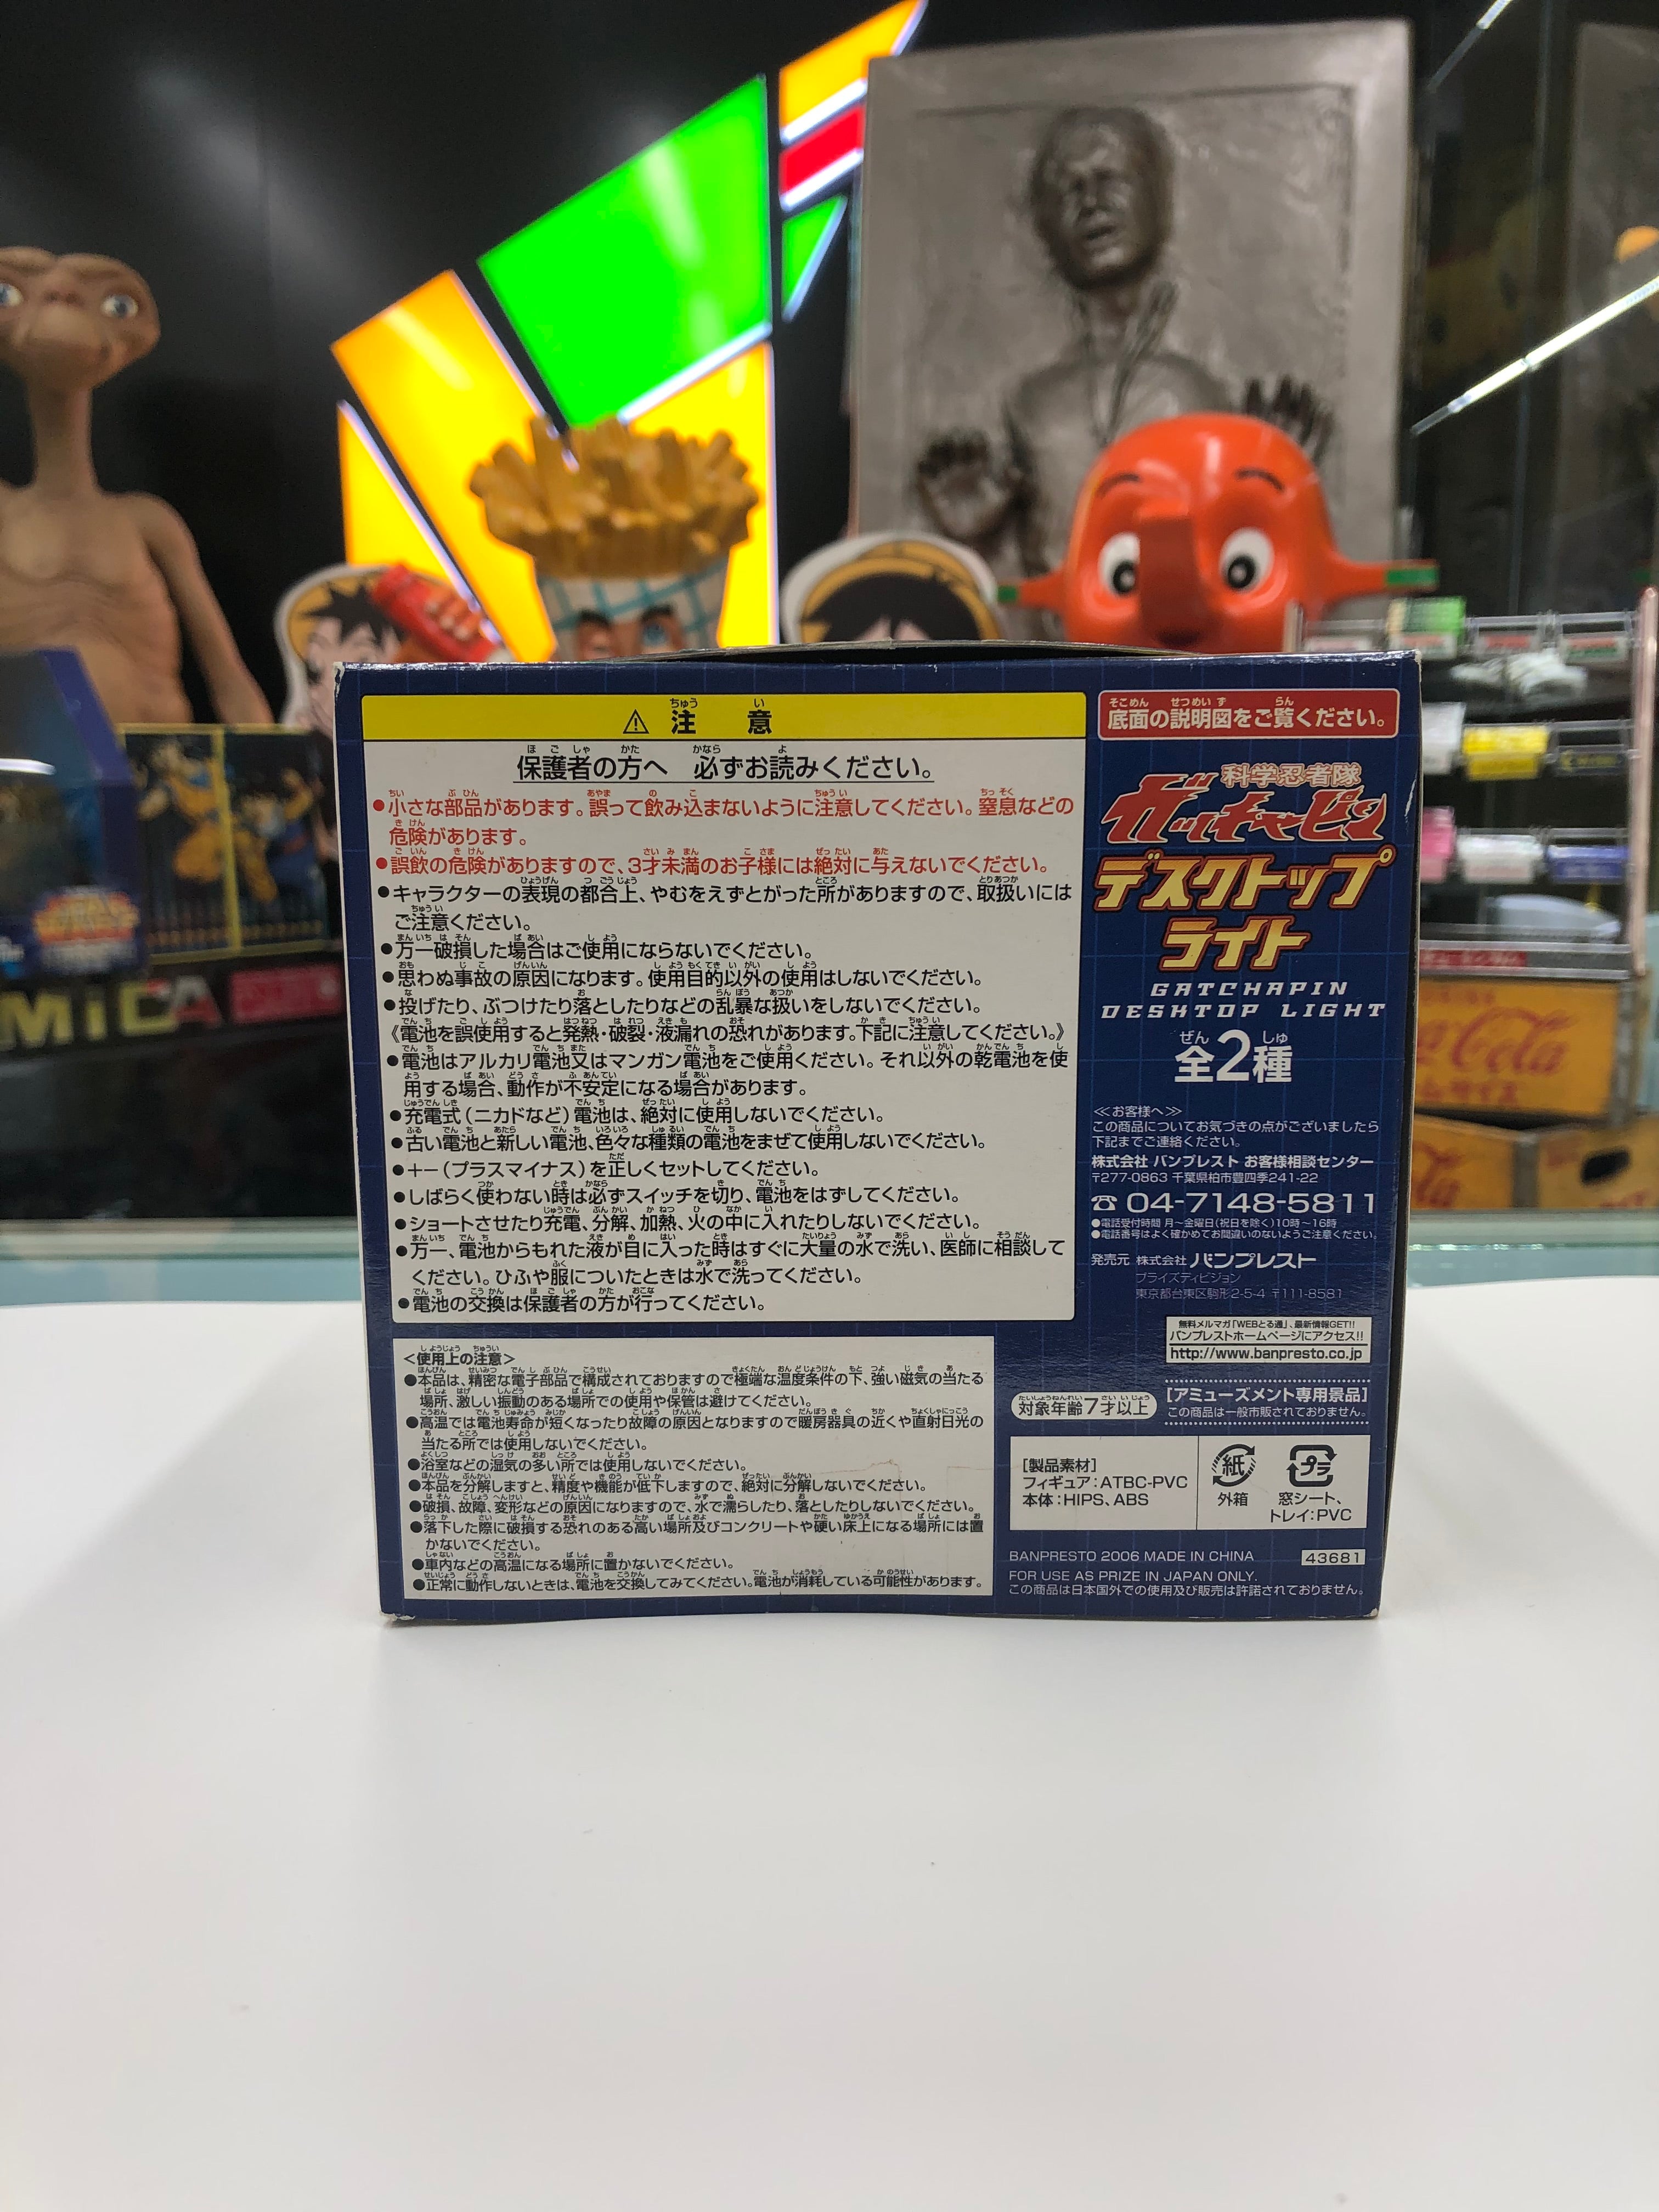 ⚠ 注意
保護者の方へ 必ずお読みください。
●小さな部品があります。誤って飲み込まないように注意してください。窒息などの
危険があります。
●誤飲の危険がありますので、3才未満のお子様には絶対に与えないでください。
●キャラクターの表現の都合上、やむをえずとがった所がありますので、取扱いには
ご注意ください。
●万一破損した場合はご使用にならないでください。
●思わぬ事故の原因になります。使用目的以外の使用はしないでください。
●投げたり、ぶつけたり落としたりなどの乱暴な扱いをしないでください。
《電池を誤使用すると発熱・破裂・液漏れの恐れがあります。下記に注意してください。》
●電池はアルカリ電池又はマンガン電池をご使用ください。それ以外の乾電池を使
用する場合、動作が不安定になる場合があります。
●充電式(ニカドなど)電池は、絶対に使用しないでください。
●古い電池と新しい電池、色々な種類の電池をまぜて使用しないでください。
●+−(プラスマイナス)を正しくセットしてください。
●しばらく使わない時は必ずスイッチを切り、電池をはずしてください。
●ショートさせたり充電、分解、加熱、火の中に入れたりしないでください。
●万一、電池からもれた液が目に入った時はすぐに大量の水で洗い、医師に相談して
ください。ひふや服についたときは水で洗ってください。
●電池の交換は保護者の方が行ってください。
<使用上の注意>
●本品は、精密な電子部品で構成されておりますので極端な温度条件の下、強い磁気の当たる
場所、激しい振動のある場所での使用や保管は避けてください。
●高温では電池寿命が短くなったり故障の原因となりますので暖房器具の近くや直射日光の
当たる所では使用しないでください。
●浴室などの湿気の多い所では使用しないでください。
●本品を分解しますと、精度や機能が低下しますので、絶対に分解しないでください。
●破損、故障、変形などの原因になりますので、水で濡らしたり、落としたりしないでください。
●落下した際に破損する恐れのある高い場所及びコンクリートや硬い床上になる場所には置
かないでください。
●車内などの高温になる場所に置かないでください。
●正常に動作しないときは、電池を交換してみてください。電池が消耗している可能性があります。
底面の説明図をご覧ください。
科学忍者隊
ガッチャピン
デスクトップ
ライト
GATCHAPIN
DESKTOP LIGHT
全2種
≪お客様へ≫
この商品についてお気づきの点がございましたら
下記までご連絡ください。
株式会社 バンプレスト お客様相談センター
〒277-0863 千葉県柏市豊四季241-22
☎ 04-7148-5811
●電話受付時間 月〜金曜日(祝日を除く)10時〜16時
●電話番号はよく確かめてお間違いのないようご注意ください。
発売元 株式会社 バンプレスト
プライズディビジョン
東京都台東区駒形2-5-4 〒111-8581
無料メルマガ「WEBとる通」、最新情報GET!!
バンプレストホームページにアクセス!!
http://www.banpresto.co.jp
対象年齢7才以上
[アミューズメント専用景品]
この商品は一般市販されておりません。
[製品素材]
フィギュア:ATBC-PVC
本体:HIPS、ABS
紙
外箱
プラ
窓シート、
トレイ:PVC
BANPRESTO 2006 MADE IN CHINA
43681
FOR USE AS PRIZE IN JAPAN ONLY.
この商品は日本国外での使用及び販売は許諾されておりません。